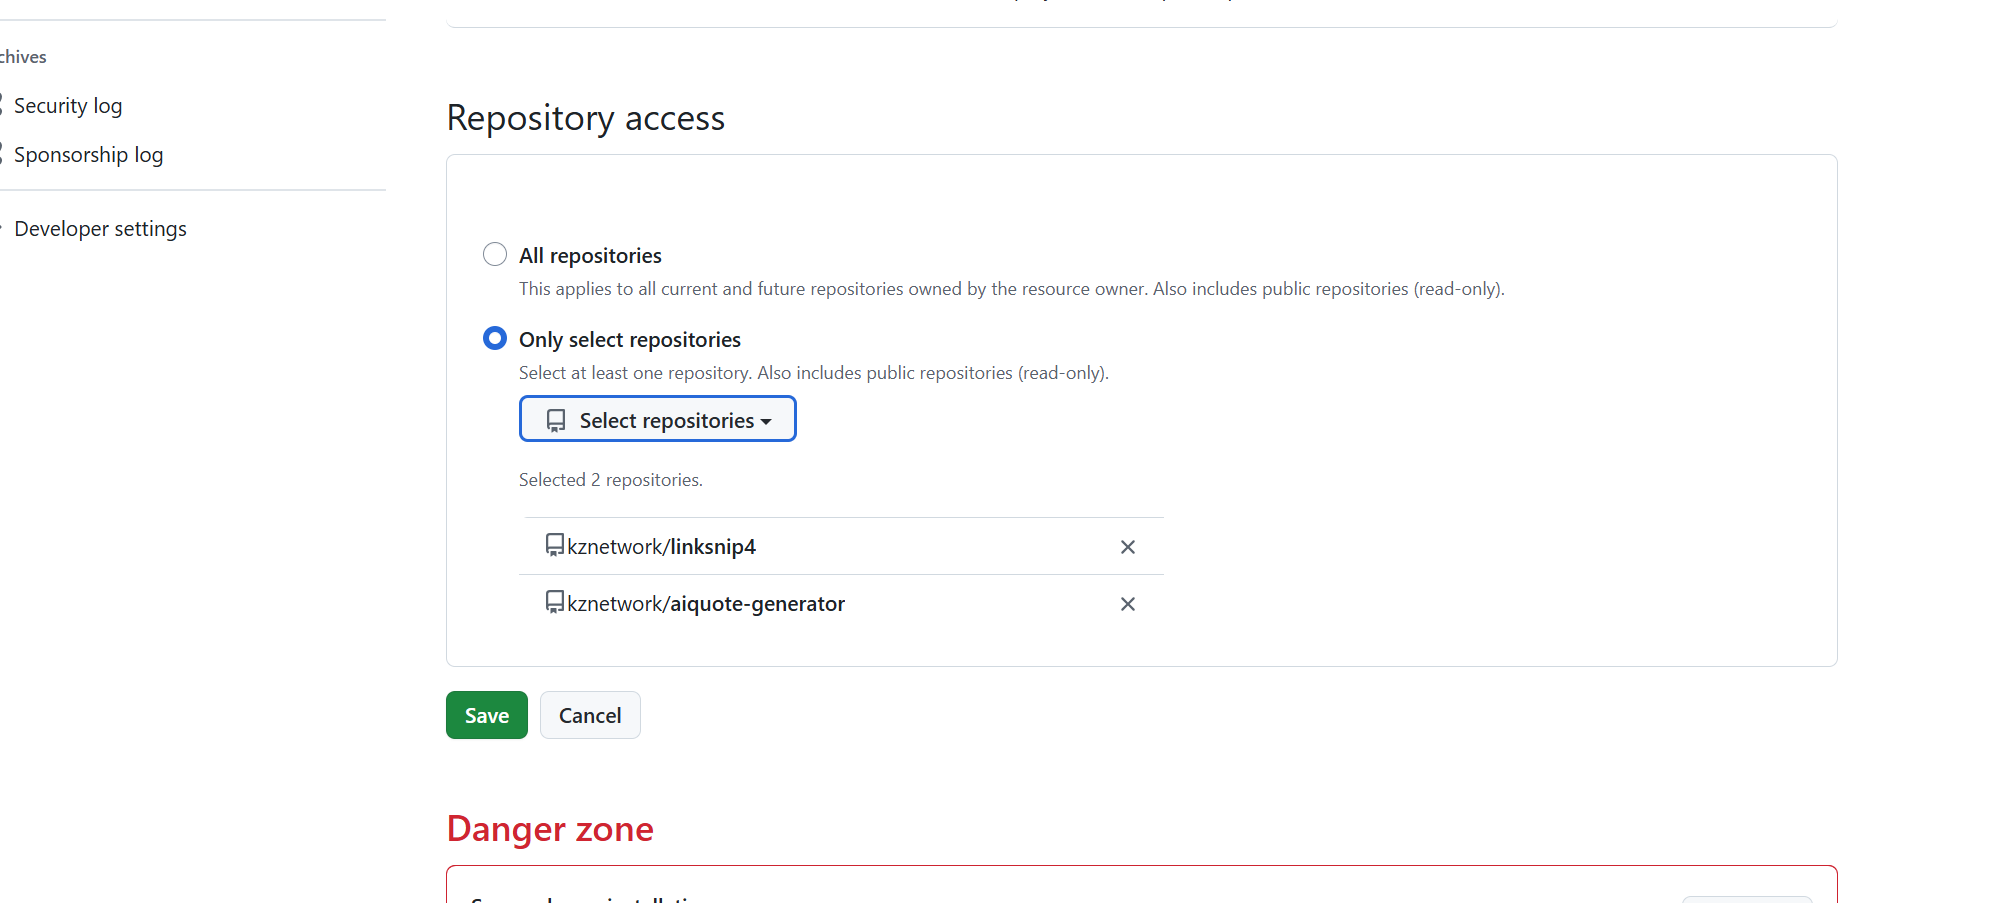 chives
Security log
Sponsorship log
Developer settings
Repository access
All repositories
This applies to all current and future repositories owned by the resource owner. Also includes public repositories (read-only).
Only select repositories
Select at least one repository. Also includes public repositories (read-only).
Select repositories
Selected 2 repositories.
kznetwork/linksnip4
kznetwork/aiquote-generator
Save
Cancel
Danger zone